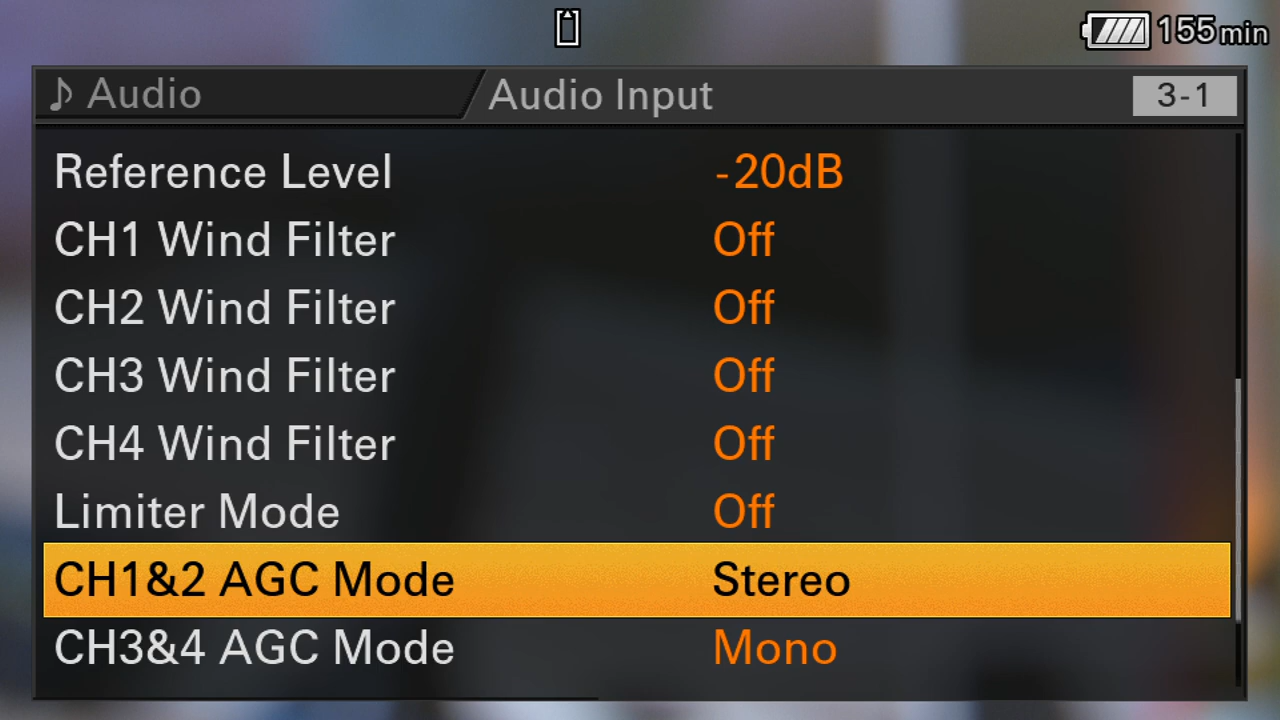 155min
Audio Audio Input 3-1
Reference Level -20dB
CH1 Wind Filter Off
CH2 Wind Filter Off
CH3 Wind Filter Off
CH4 Wind Filter Off
Limiter Mode Off
CH1&2 AGC Mode Stereo
CH3&4 AGC Mode Mono